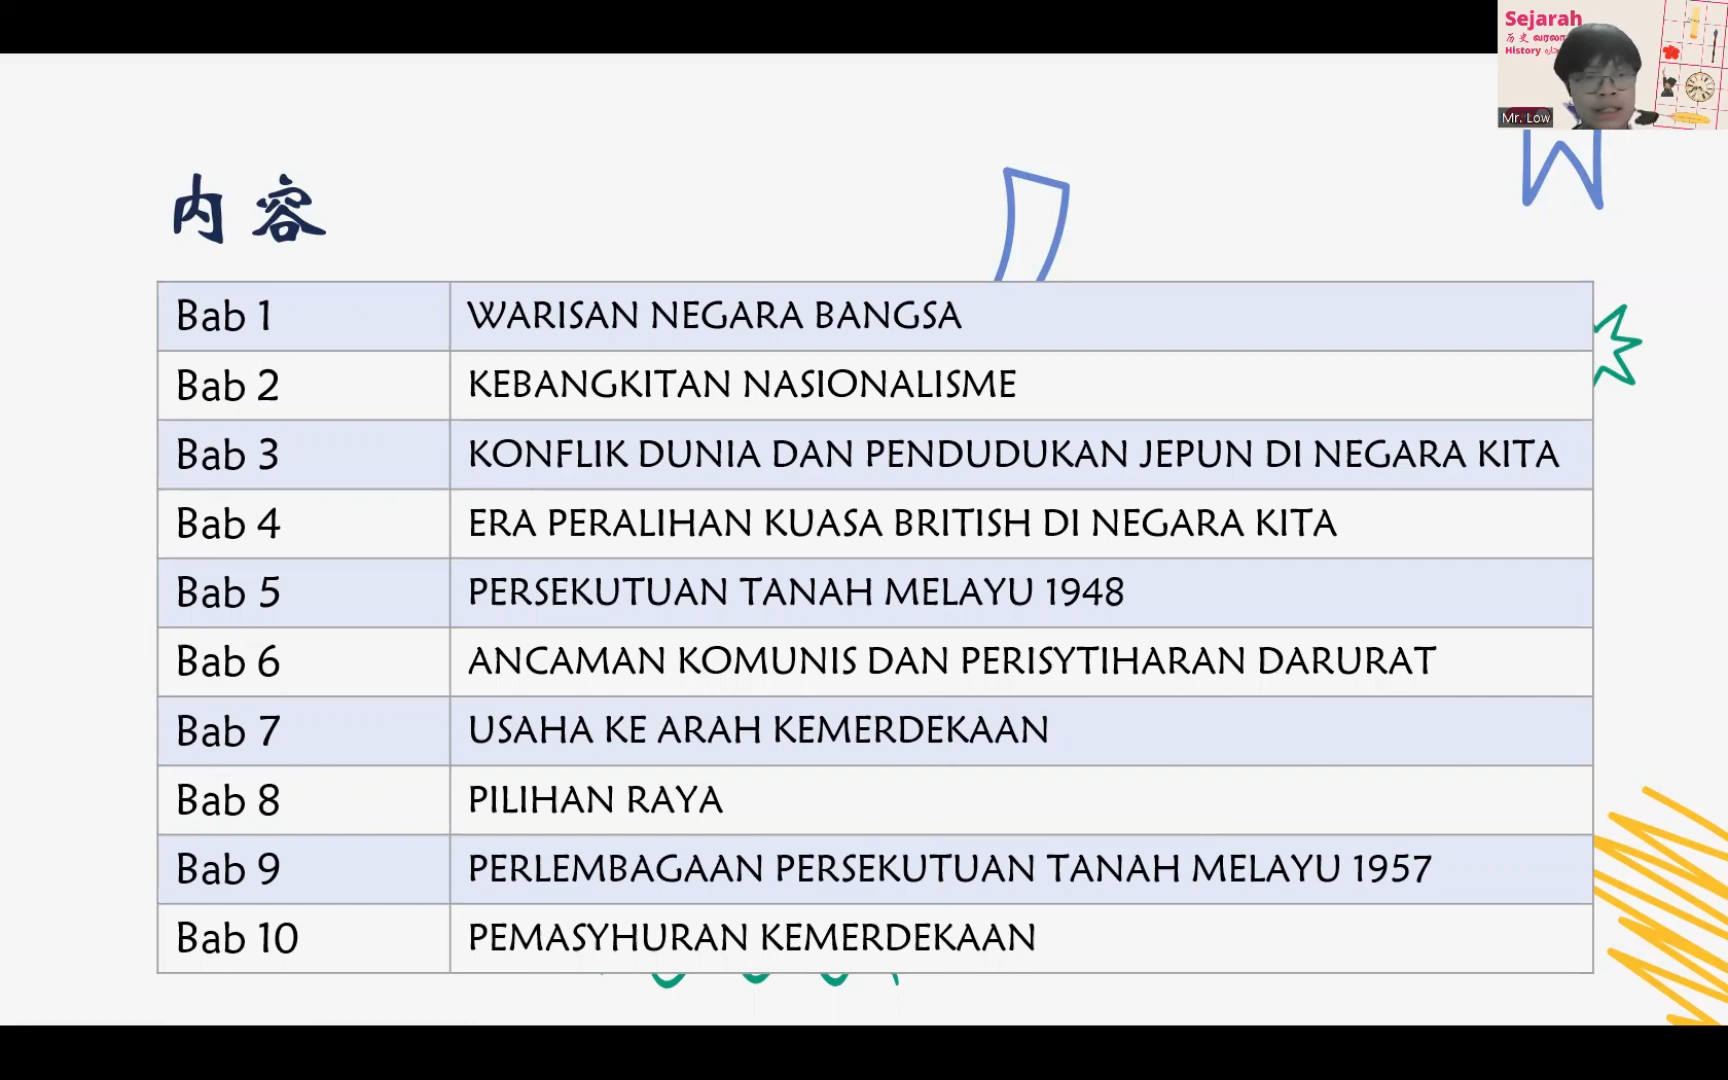 Sejarah
历史
History
Mr. Low
内容
Bab 1 WARISAN NEGARA BANGSA
Bab 2 KEBANGKITAN NASIONALISME
Bab 3 KONFLIK DUNIA DAN PENDUDUKAN JEPUN DI NEGARA KITA
Bab 4 ERA PERALIHAN KUASA BRITISH DI NEGARA KITA
Bab 5 PERSEKUTUAN TANAH MELAYU 1948
Bab 6 ANCAMAN KOMUNIS DAN PERISYTIHARAN DARURAT
Bab 7 USAHA KE ARAH KEMERDEKAAN
Bab 8 PILIHAN RAYA
Bab 9 PERLEMBAGAAN PERSEKUTUAN TANAH MELAYU 1957
Bab 10 PEMASYHURAN KEMERDEKAAN